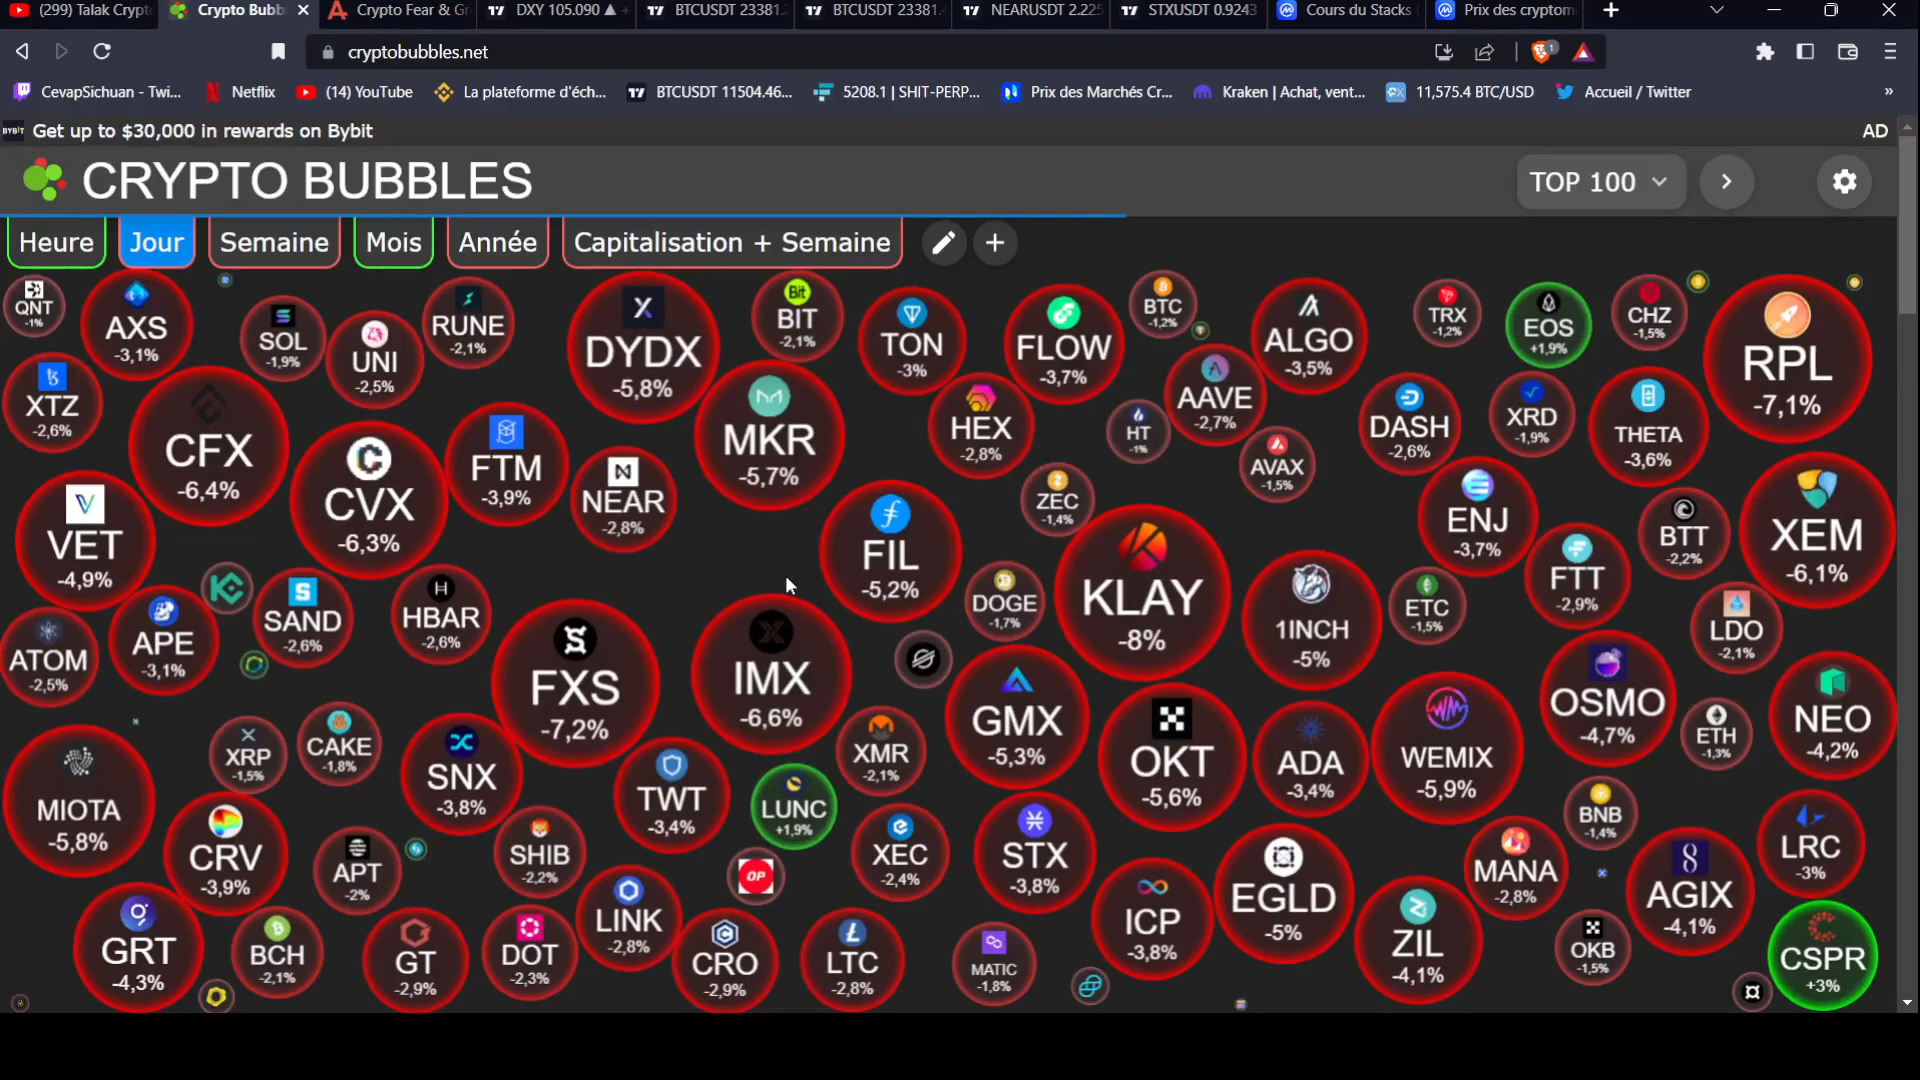 (299) Talak Crypt
Crypto Bubb
Crypto Fear & Gr
DXY 105.090 ▲
BTCUSDT 23381.
BTCUSDT 23381.
NEARUSDT 2.225
STXUSDT 0.9243
Cours du Stacks
Prix des cryptom
cryptobubbles.net
1
CevapSichuan - Twi...
Netflix
(14) YouTube
La plateforme d'éch...
BTCUSDT 11504.46...
5208.1 | SHIT-PERP...
Prix des Marchés Cr...
Kraken | Achat, vent...
11,575.4 BTC/USD
Accueil / Twitter
»
BYBIT
Get up to $30,000 in rewards on Bybit
AD
CRYPTO BUBBLES
TOP 100
Heure
Jour
Semaine
Mois
Année
Capitalisation + Semaine
QNT
-1%
AXS
-3,1%
SOL
-1,9%
UNI
-2,5%
RUNE
-2,1%
DYDX
-5,8%
Bit
BIT
-2,1%
TON
-3%
FLOW
-3,7%
BTC
-1,2%
ALGO
-3,5%
TRX
-1,2%
EOS
+1,9%
CHZ
-1,5%
RPL
-7,1%
XTZ
-2,6%
CFX
-6,4%
CVX
-6,3%
FTM
-3,9%
NEAR
-2,8%
MKR
-5,7%
HEX
-2,8%
HT
-1%
AAVE
-2,7%
AVAX
-1,5%
DASH
-2,6%
XRD
-1,9%
THETA
-3,6%
VET
-4,9%
FIL
-5,2%
ZEC
-1,4%
ENJ
-3,7%
BTT
-2,2%
XEM
-6,1%
ATOM
-2,5%
APE
-3,1%
SAND
-2,6%
HBAR
-2,6%
FXS
-7,2%
IMX
-6,6%
DOGE
-1,7%
KLAY
-8%
1INCH
-5%
ETC
-1,5%
FTT
-2,9%
LDO
-2,1%
MIOTA
-5,8%
XRP
-1,5%
CAKE
-1,8%
SNX
-3,8%
TWT
-3,4%
LUNC
+1,9%
XMR
-2,1%
GMX
-5,3%
OKT
-5,6%
ADA
-3,4%
WEMIX
-5,9%
OSMO
-4,7%
ETH
-1,3%
NEO
-4,2%
CRV
-3,9%
APT
-2%
SHIB
-2,2%
OP
XEC
-2,4%
STX
-3,8%
BNB
-1,4%
MANA
-2,8%
LRC
-3%
GRT
-4,3%
BCH
-2,1%
GT
-2,9%
DOT
-2,3%
LINK
-2,8%
CRO
-2,9%
LTC
-2,8%
MATIC
-1,8%
ICP
-3,8%
EGLD
-5%
ZIL
-4,1%
OKB
-1,5%
AGIX
-4,1%
CSPR
+3%